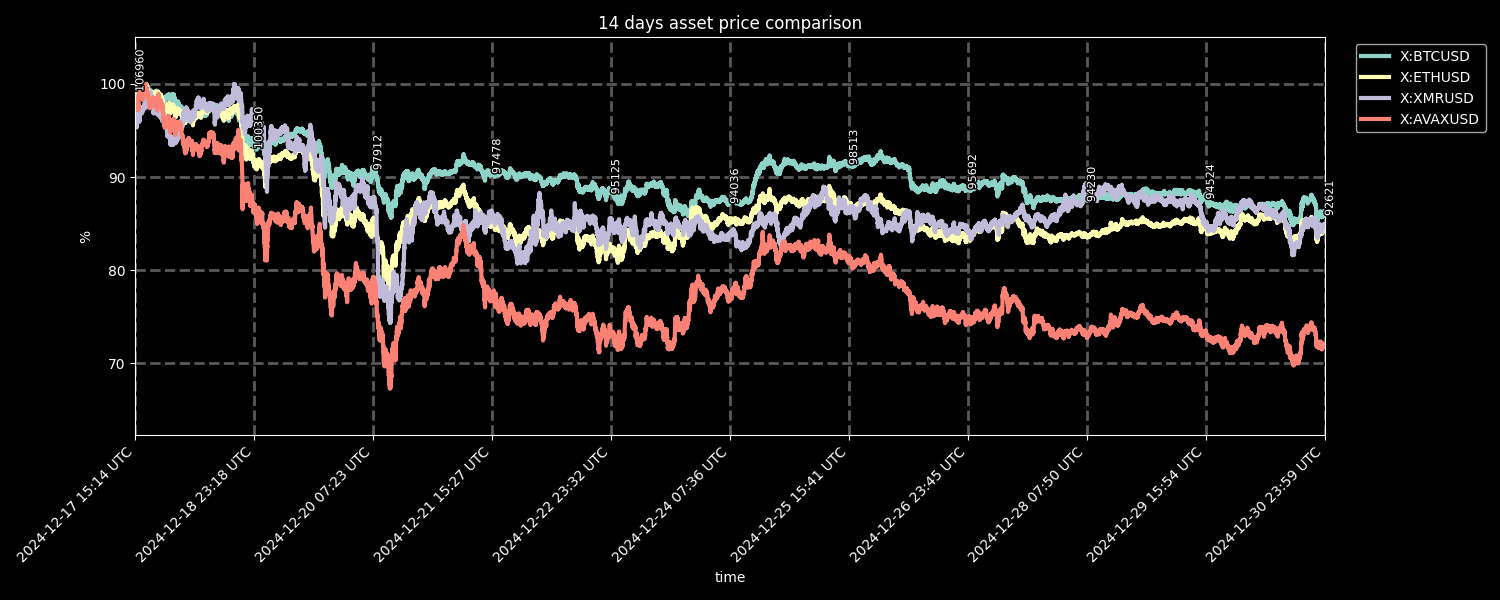 14 days asset price comparison
X:BTCUSD
X:ETHUSD
X:XMRUSD
X:AVAXUSD
100
90
80
70
%
106960
100350
97912
97478
95125
94036
98513
95692
94230
94524
92621
2024-12-17 15:14 UTC
2024-12-18 23:18 UTC
2024-12-20 07:23 UTC
2024-12-21 15:27 UTC
2024-12-22 23:32 UTC
2024-12-24 07:36 UTC
2024-12-25 15:41 UTC
2024-12-26 23:45 UTC
2024-12-28 07:50 UTC
2024-12-29 15:54 UTC
2024-12-30 23:59 UTC
time